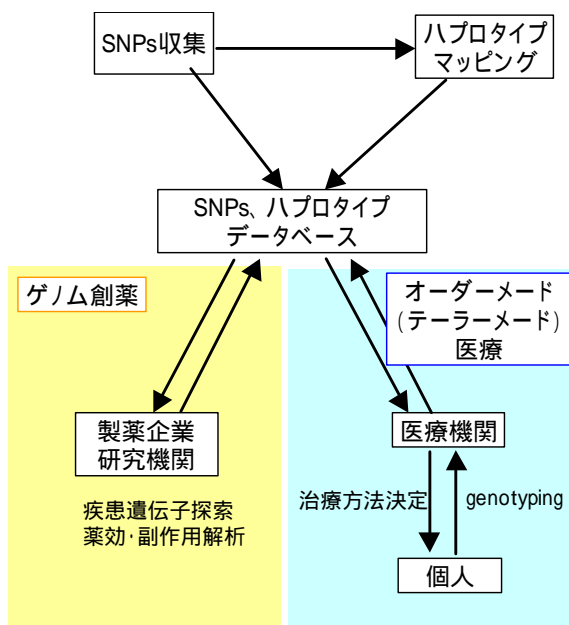 SNPs収集
ハプロタイプ
マッピング
SNPs、ハプロタイプ
データベース
ゲノム創薬
オーダーメード
(テーラーメード)
医療
製薬企業
研究機関
医療機関
疾患遺伝子探索
薬効・副作用解析
治療方法決定
genotyping
個人